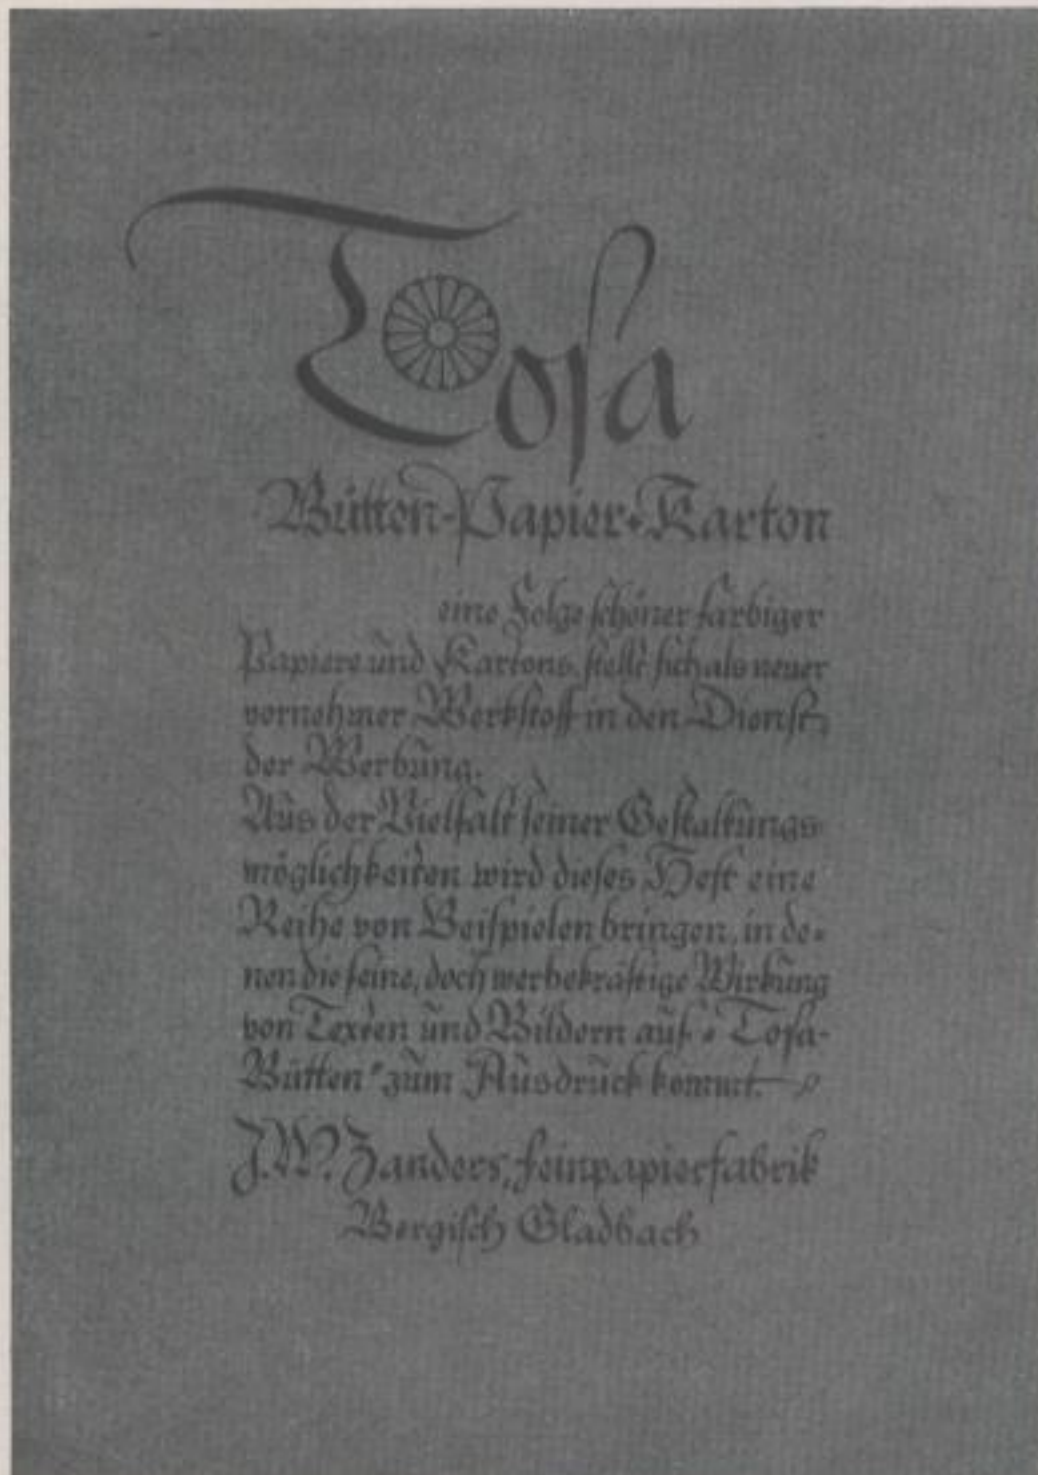 Tosa
Bütten-Papier+Karton
eine Folge schöner farbiger
Papiere und Kartons, stellt sich als neuer
vornehmer Werkstoff in den Dienst
der Werbung.
Aus der Vielfalt seiner Gestaltungs-
möglichkeiten wird dieses Heft eine
Reihe von Beispielen bringen, in de-
nen die feine, doch werbekräftige Wirkung
von Texten und Bildern auf „Tosa-
Bütten“ zum Ausdruck kommt.
J.W. Zanders, Feinpapierfabrik
Bergisch Gladbach